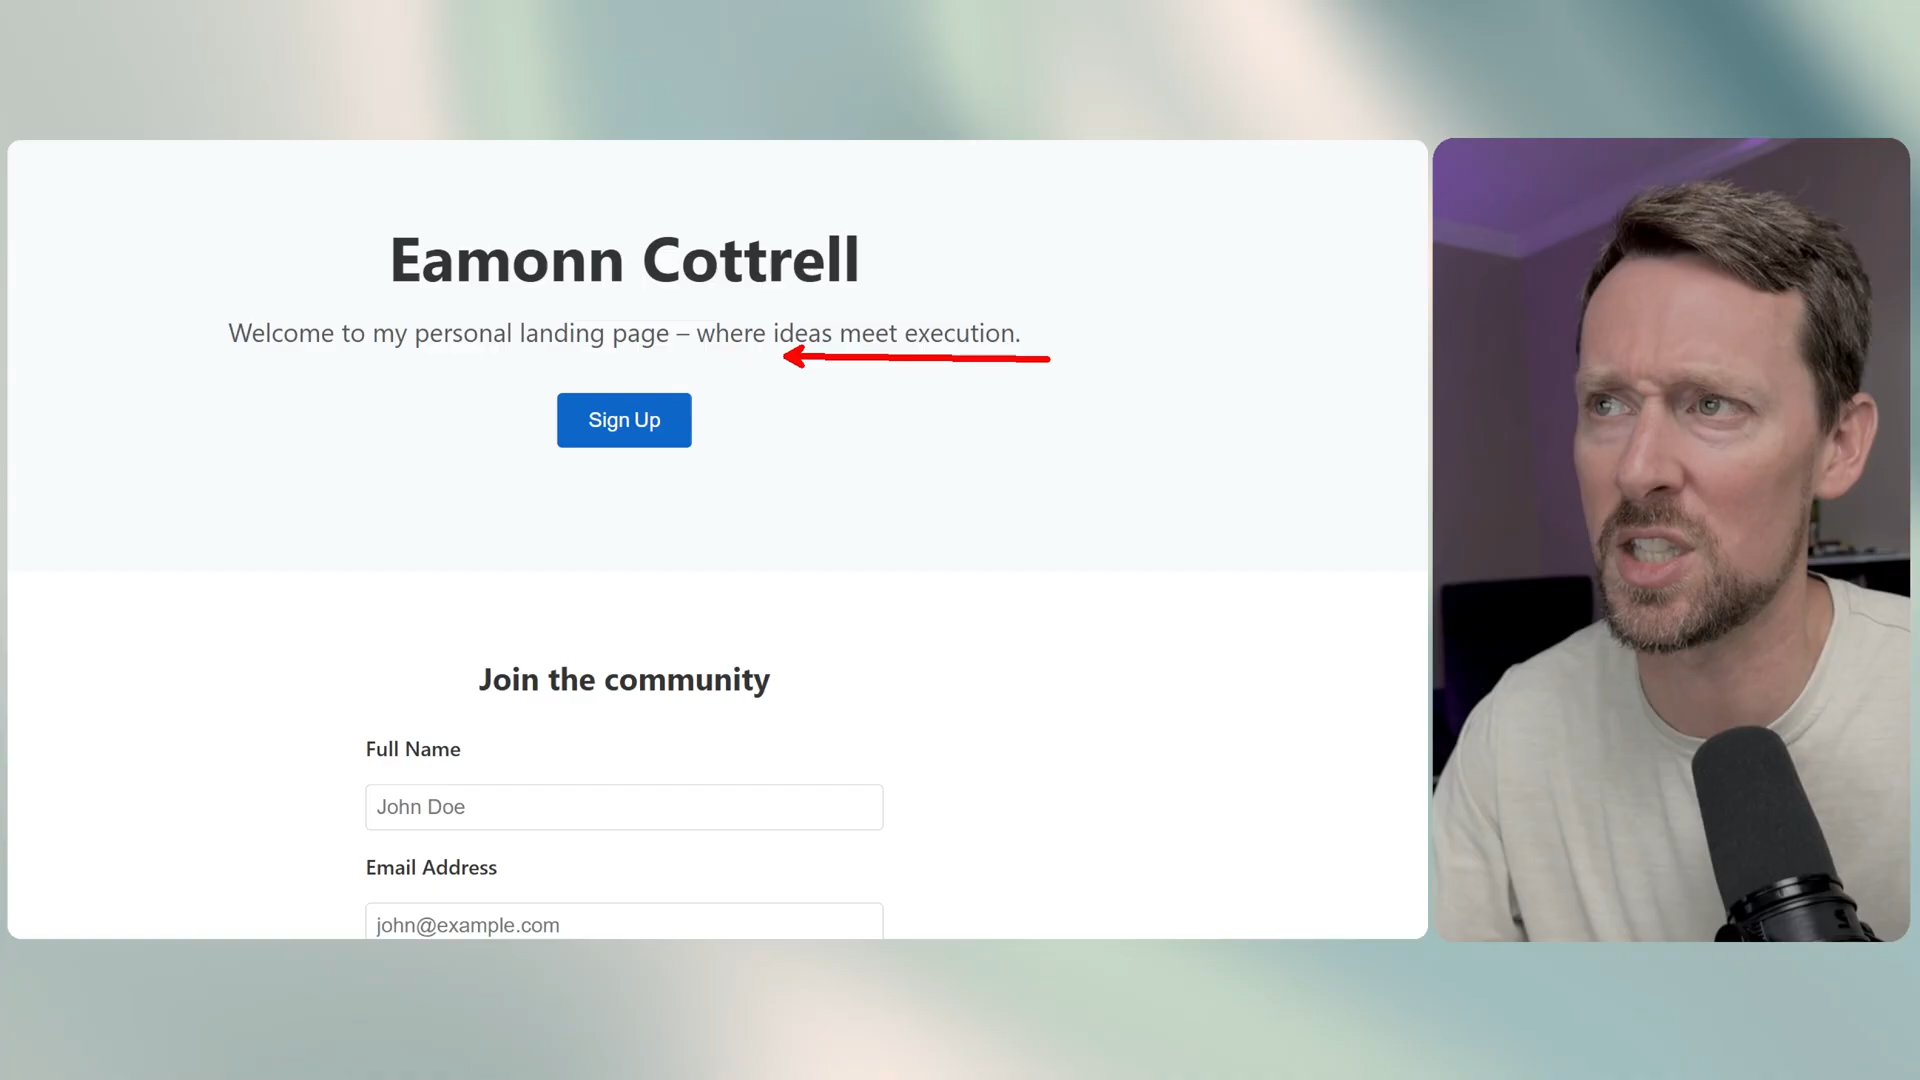 Eamonn Cottrell
Welcome to my personal landing page – where ideas meet execution.
Sign Up
Join the community
Full Name
John Doe
Email Address
john@example.com